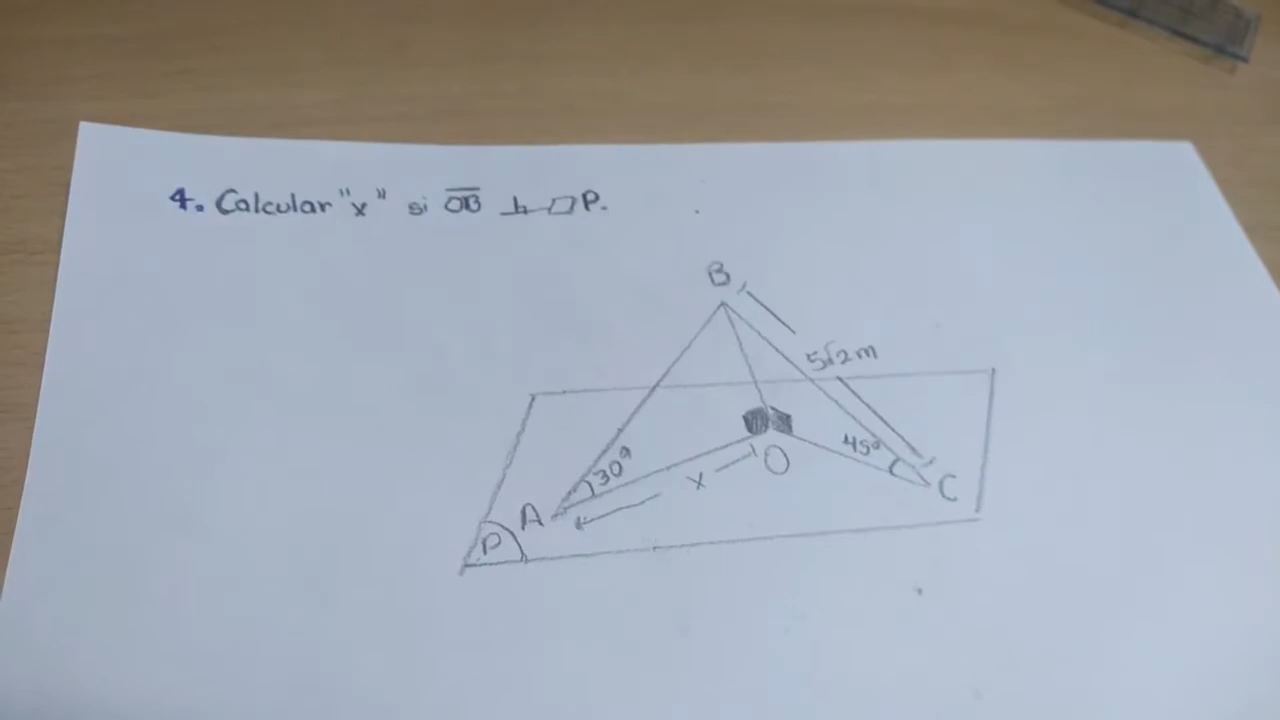 4. Calcular "x" si OB ⊥ ▱P.
B
5√2m
30°
45°
x
O
A
C
P